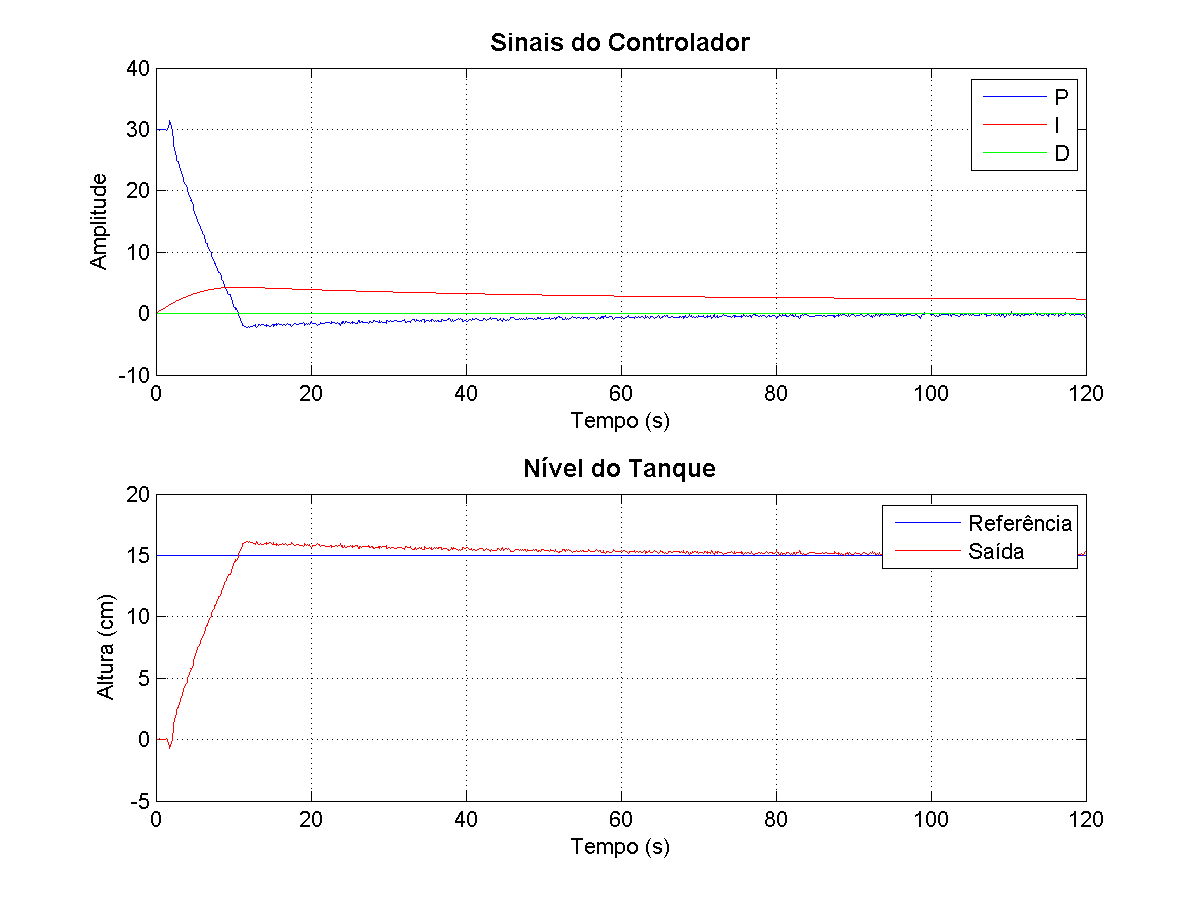 Sinais do Controlador
40
30
20
10
0
-10
Amplitude
P
I
D
0 20 40 60 80 100 120
Tempo (s)
Nível do Tanque
20
15
10
5
0
-5
Altura (cm)
Referência
Saída
0 20 40 60 80 100 120
Tempo (s)